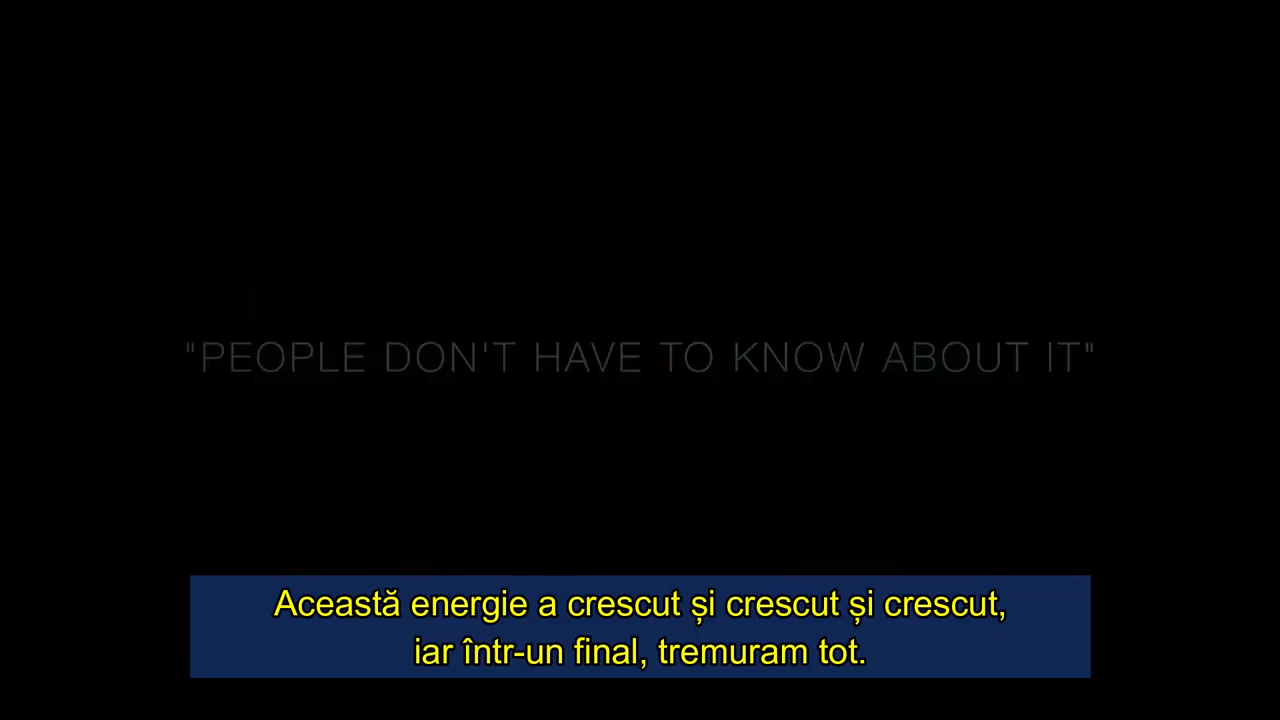 "PEOPLE DON'T HAVE TO KNOW ABOUT IT"
Această energie a crescut și crescut și crescut,
iar într-un final, tremuram tot.